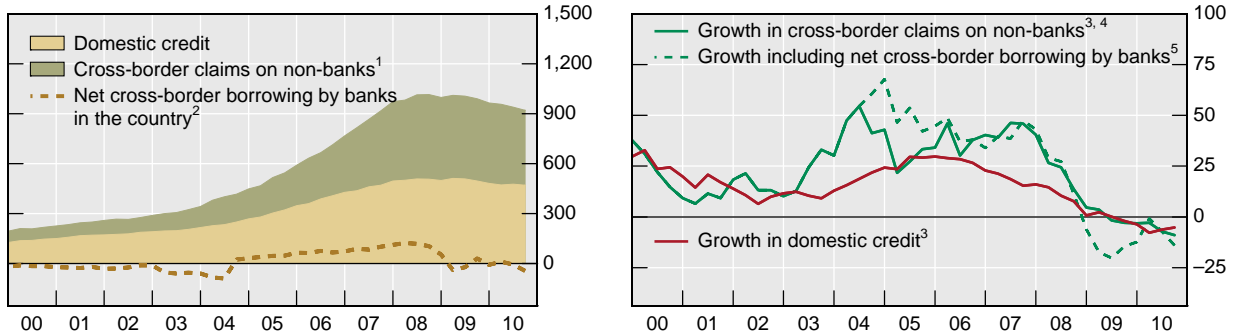 1,500
1,200
900
600
300
0
Domestic credit
Cross-border claims on non-banks¹
Net cross-border borrowing by banks
in the country²
00 01 02 03 04 05 06 07 08 09 10
100
75
50
25
0
–25
Growth in cross-border claims on non-banks³, ⁴
Growth including net cross-border borrowing by banks⁵
Growth in domestic credit³
00 01 02 03 04 05 06 07 08 09 10